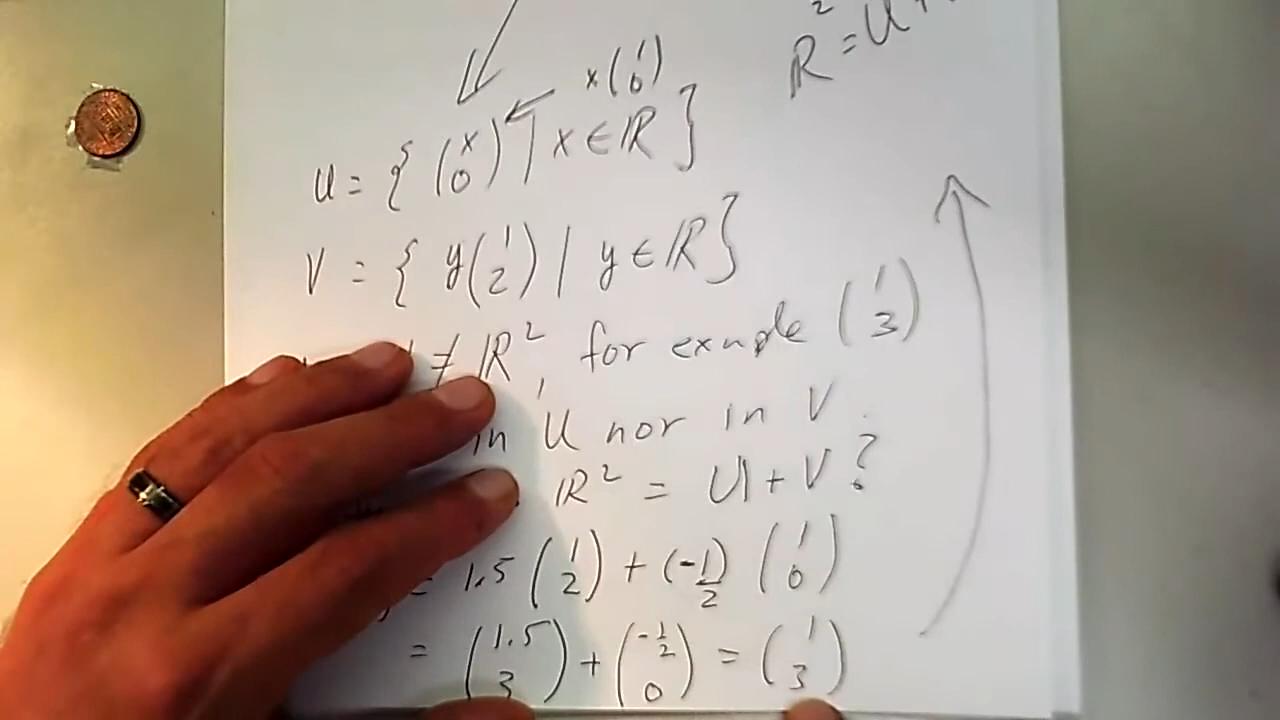 R² = U +
x(1 0)
U = { (x 0) | x ∈ ℝ }
V = { y(1 2) | y ∈ ℝ }
≠ ℝ², for exmple (1 3)
in U nor in V
ℝ² = U + V ?
= 1.5 (1 2) + (-1/2) (1 0)
= (1.5 3) + (-1/2 0) = (1 3)